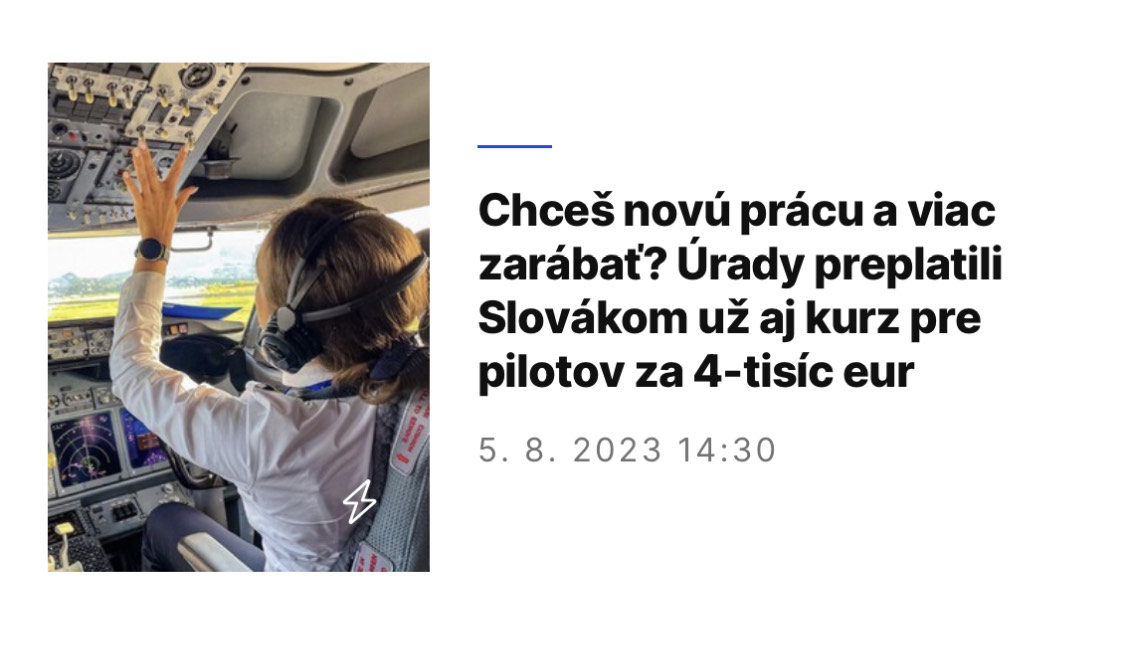 Chceš novú prácu a viac
zarábať? Úrady preplatili
Slovákom už aj kurz pre
pilotov za 4-tisíc eur
5. 8. 2023 14:30